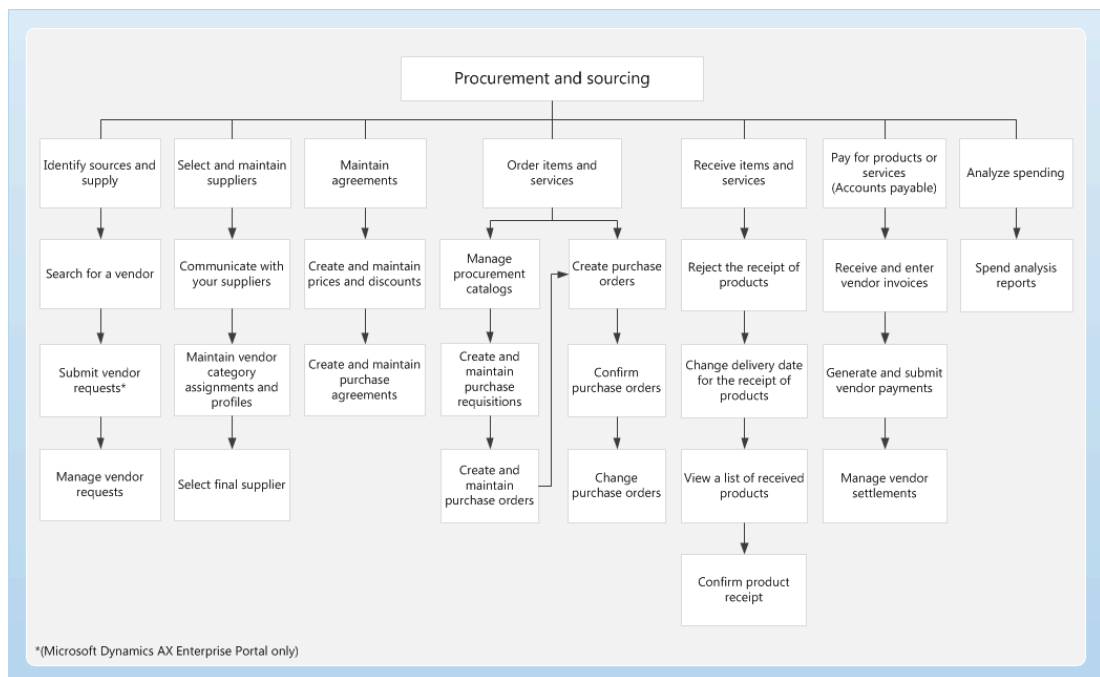 Procurement and sourcing
Identify sources and
supply
Select and maintain
suppliers
Maintain
agreements
Order items and
services
Receive items and
services
Pay for products or
services
(Accounts payable)
Analyze spending
Search for a vendor
Communicate with
your suppliers
Create and maintain
prices and discounts
Manage
procurement
catalogs
Create purchase
orders
Reject the receipt of
products
Receive and enter
vendor invoices
Spend analysis
reports
Submit vendor
requests*
Maintain vendor
category
assignments and
profiles
Create and maintain
purchase
agreements
Create and
maintain
purchase
requisitions
Confirm
purchase orders
Change delivery date
for the receipt of
products
Generate and submit
vendor payments
Manage vendor
requests
Select final supplier
Create and
maintain
purchase orders
Change
purchase orders
View a list of received
products
Manage vendor
settlements
Confirm product
receipt
*(Microsoft Dynamics AX Enterprise Portal only)